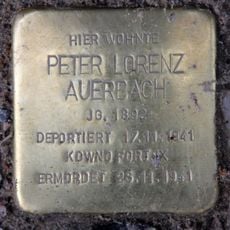 HIER WOHNTE
PETER LORENZ
AUERBACH
JG. 1892
DEPORTIERT 17.11.1941
KOWNO FORT IX
ERMORDET 25.11.1941